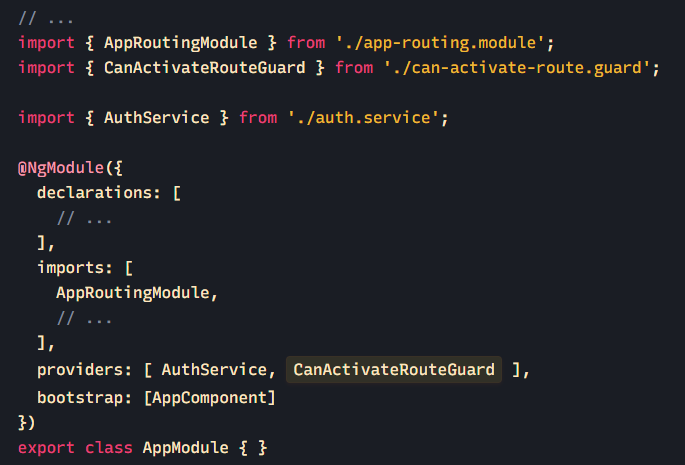 // ...
import { AppRoutingModule } from './app-routing.module';
import { CanActivateRouteGuard } from './can-activate-route.guard';

import { AuthService } from './auth.service';

@NgModule({
  declarations: [
    // ...
  ],
  imports: [
    AppRoutingModule,
    // ...
  ],
  providers: [ AuthService, CanActivateRouteGuard ],
  bootstrap: [AppComponent]
})
export class AppModule { }